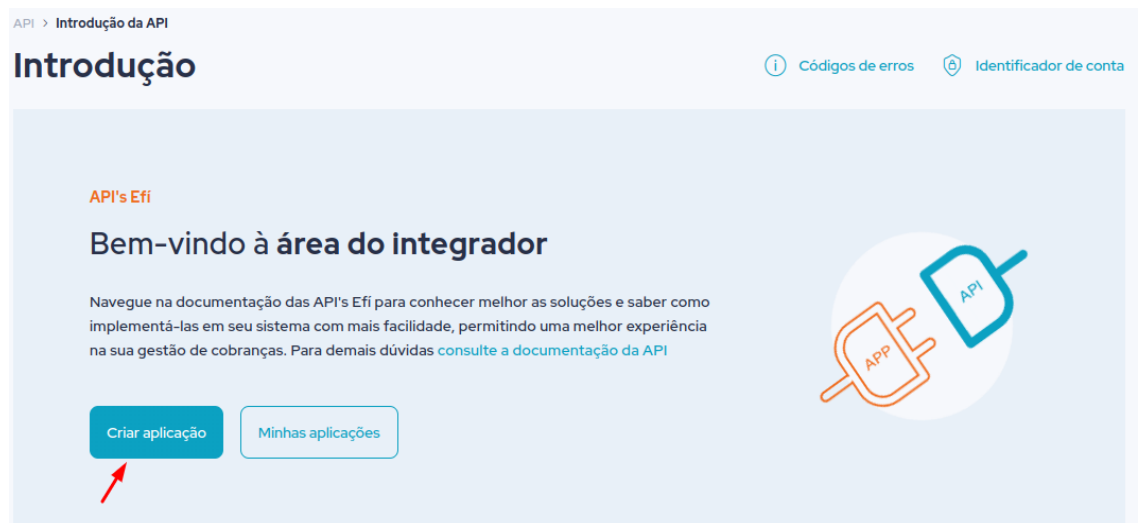 API > Introdução da API
Introdução
Códigos de erros
Identificador de conta
API's Efí
Bem-vindo à área do integrador
Navegue na documentação das API's Efí para conhecer melhor as soluções e saber como
implementá-las em seu sistema com mais facilidade, permitindo uma melhor experiência
na sua gestão de cobranças. Para demais dúvidas consulte a documentação da API
API
APP
Criar aplicação
Minhas aplicações